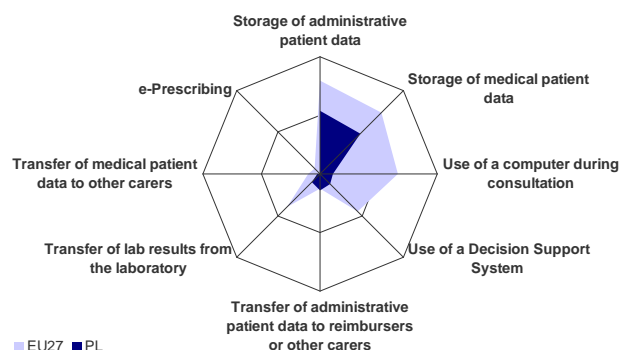 Storage of administrative
patient data
Storage of medical patient
data
e-Prescribing
Transfer of medical patient
data to other carers
Use of a computer during
consultation
Transfer of lab results from
the laboratory
Use of a Decision Support
System
Transfer of administrative
patient data to reimbursers
or other carers
EU27 PL